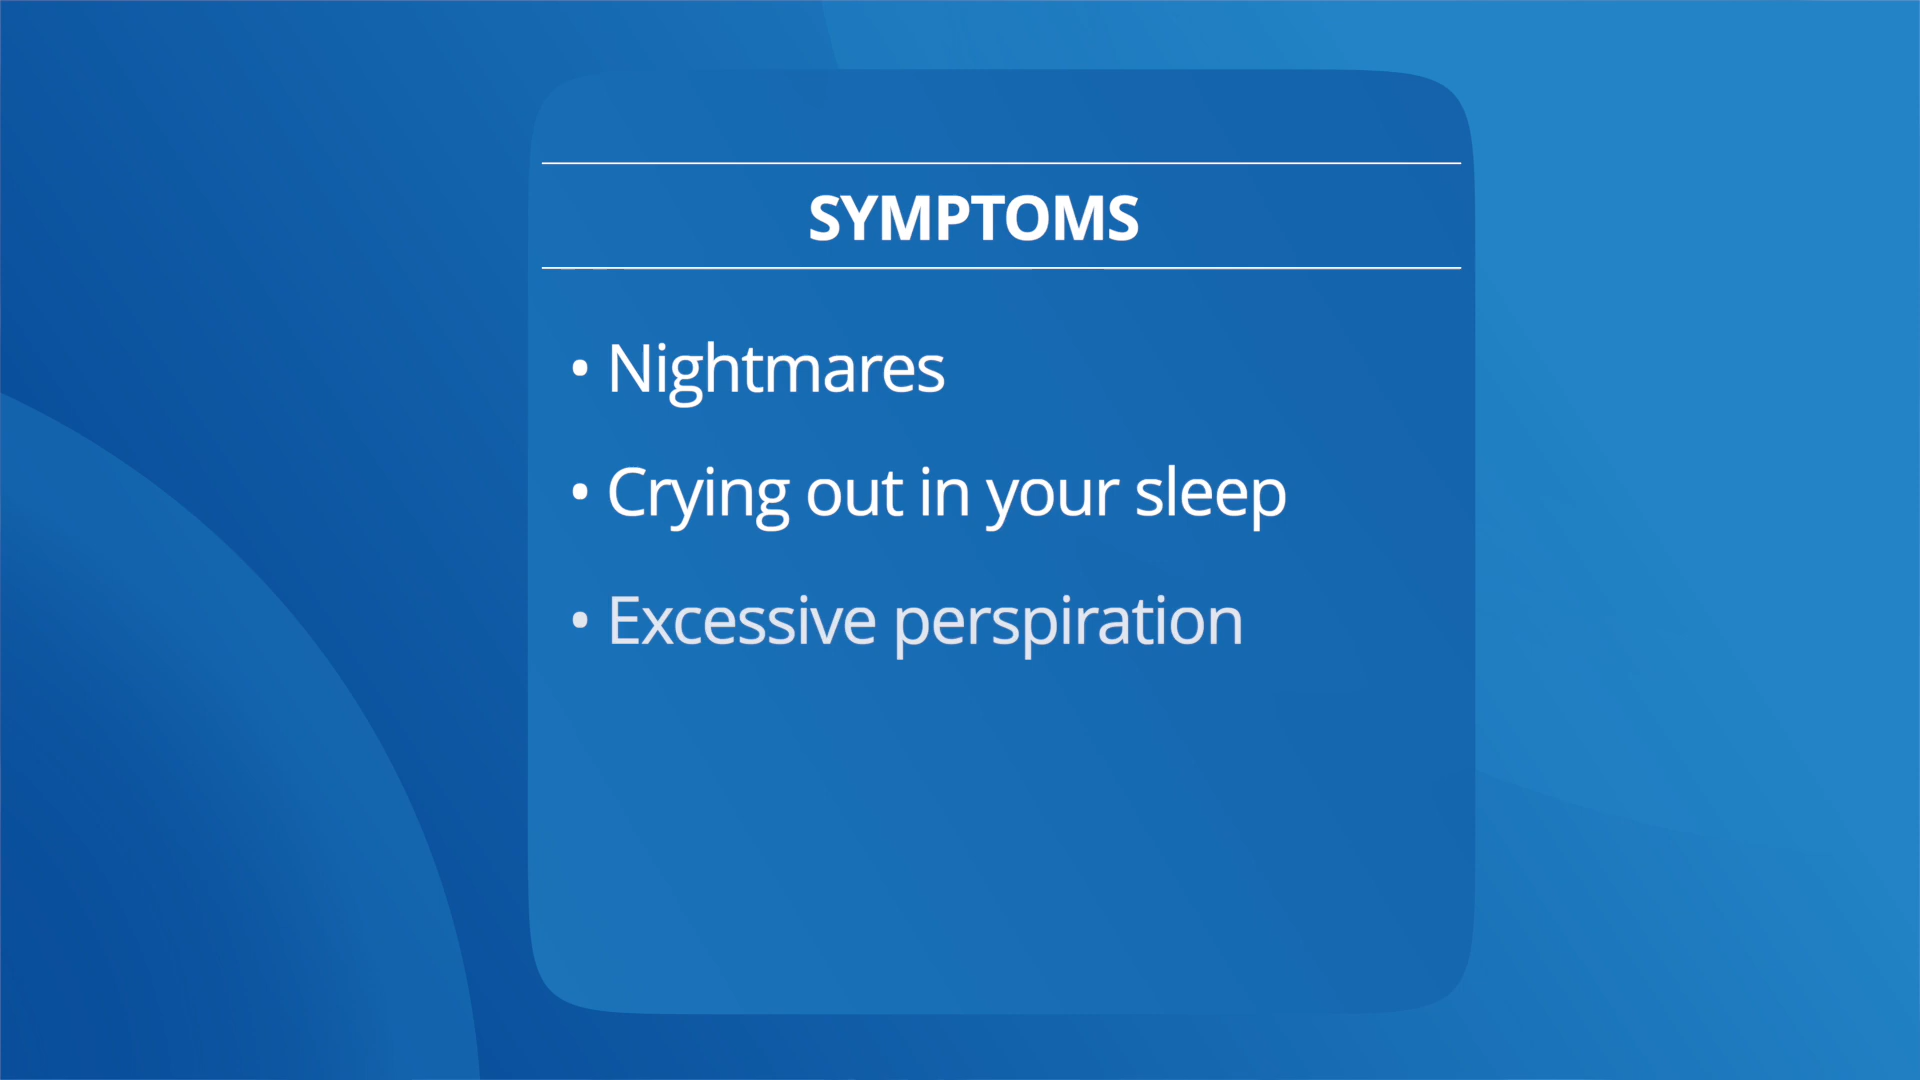 SYMPTOMS
• Nightmares
• Crying out in your sleep
• Excessive perspiration